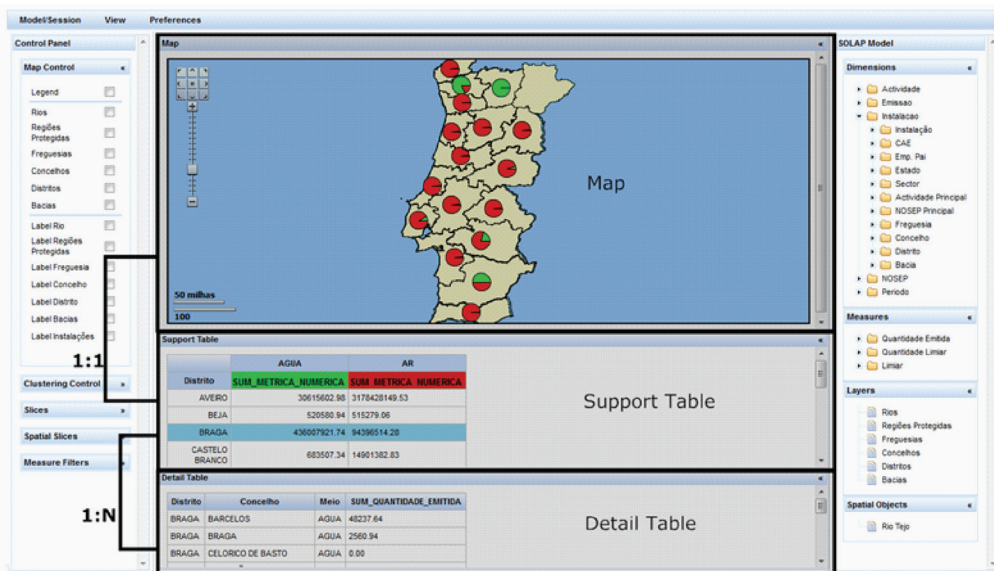 Model/Session View Preferences
Control Panel
Map Control
Legend
Rios
Regiões
Protegidas
Freguesias
Concelhos
Distritos
Bacias
Label Rio
Label Regiões
Protegidas
Label Freguesia
Label Concelho
Label Distrito
Label Bacias
Label Instalações
1:1
Clustering Control
Slices
Spatial Slices
Measure Filters
1:N
Map
Map
50 milhas
100
Support Table
AGUA AR
Distrito SUM_METRICA_NUMERICA SUM_METRICA_NUMERICA
AVEIRO 30615602.98 3178428149.53
BEJA 520580.94 515279.06
BRAGA 436087921.74 94396514.28
CASTELO
BRANCO 683507.34 14901382.83
Support Table
Detail Table
Distrito Concelho Meio SUM_QUANTIDADE_EMITIDA
BRAGA BARCELOS AGUA 48237.64
BRAGA BRAGA AGUA 2560.94
BRAGA CELORICO DE BASTO AGUA 0.00
Detail Table
SOLAP Model
Dimensions
Actividade
Emissao
Instalacao
Instalação
CAE
Emp. Pai
Estado
Sector
Actividade Principal
NOSEP Principal
Freguesia
Concelho
Distrito
Bacia
NOSEP
Periodo
Measures
Quantidade Emitida
Quantidade Limiar
Limiar
Layers
Rios
Regiões Protegidas
Freguesias
Concelhos
Distritos
Bacias
Spatial Objects
Rio Tejo